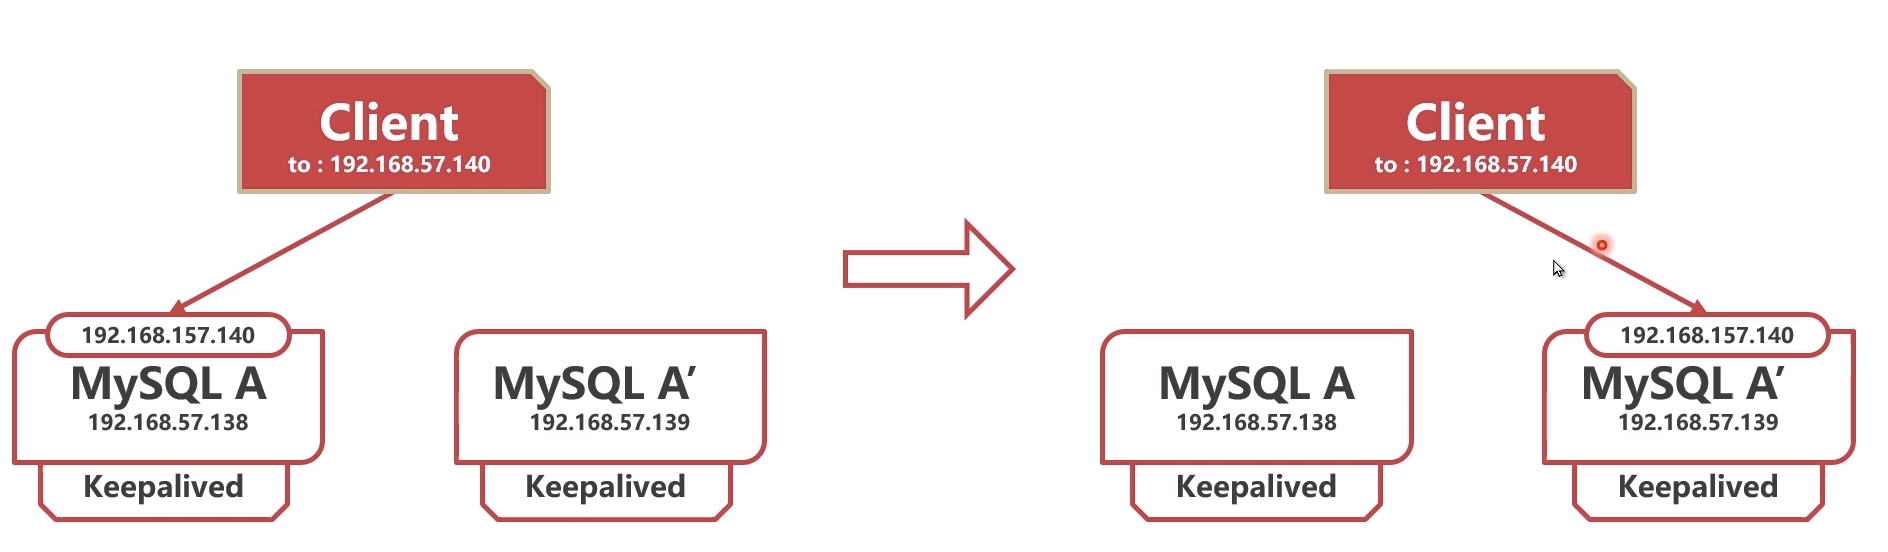 Client
to : 192.168.57.140
192.168.157.140
MySQL A
192.168.57.138
Keepalived
MySQL A’
192.168.57.139
Keepalived
Client
to : 192.168.57.140
MySQL A
192.168.57.138
Keepalived
192.168.157.140
MySQL A’
192.168.57.139
Keepalived